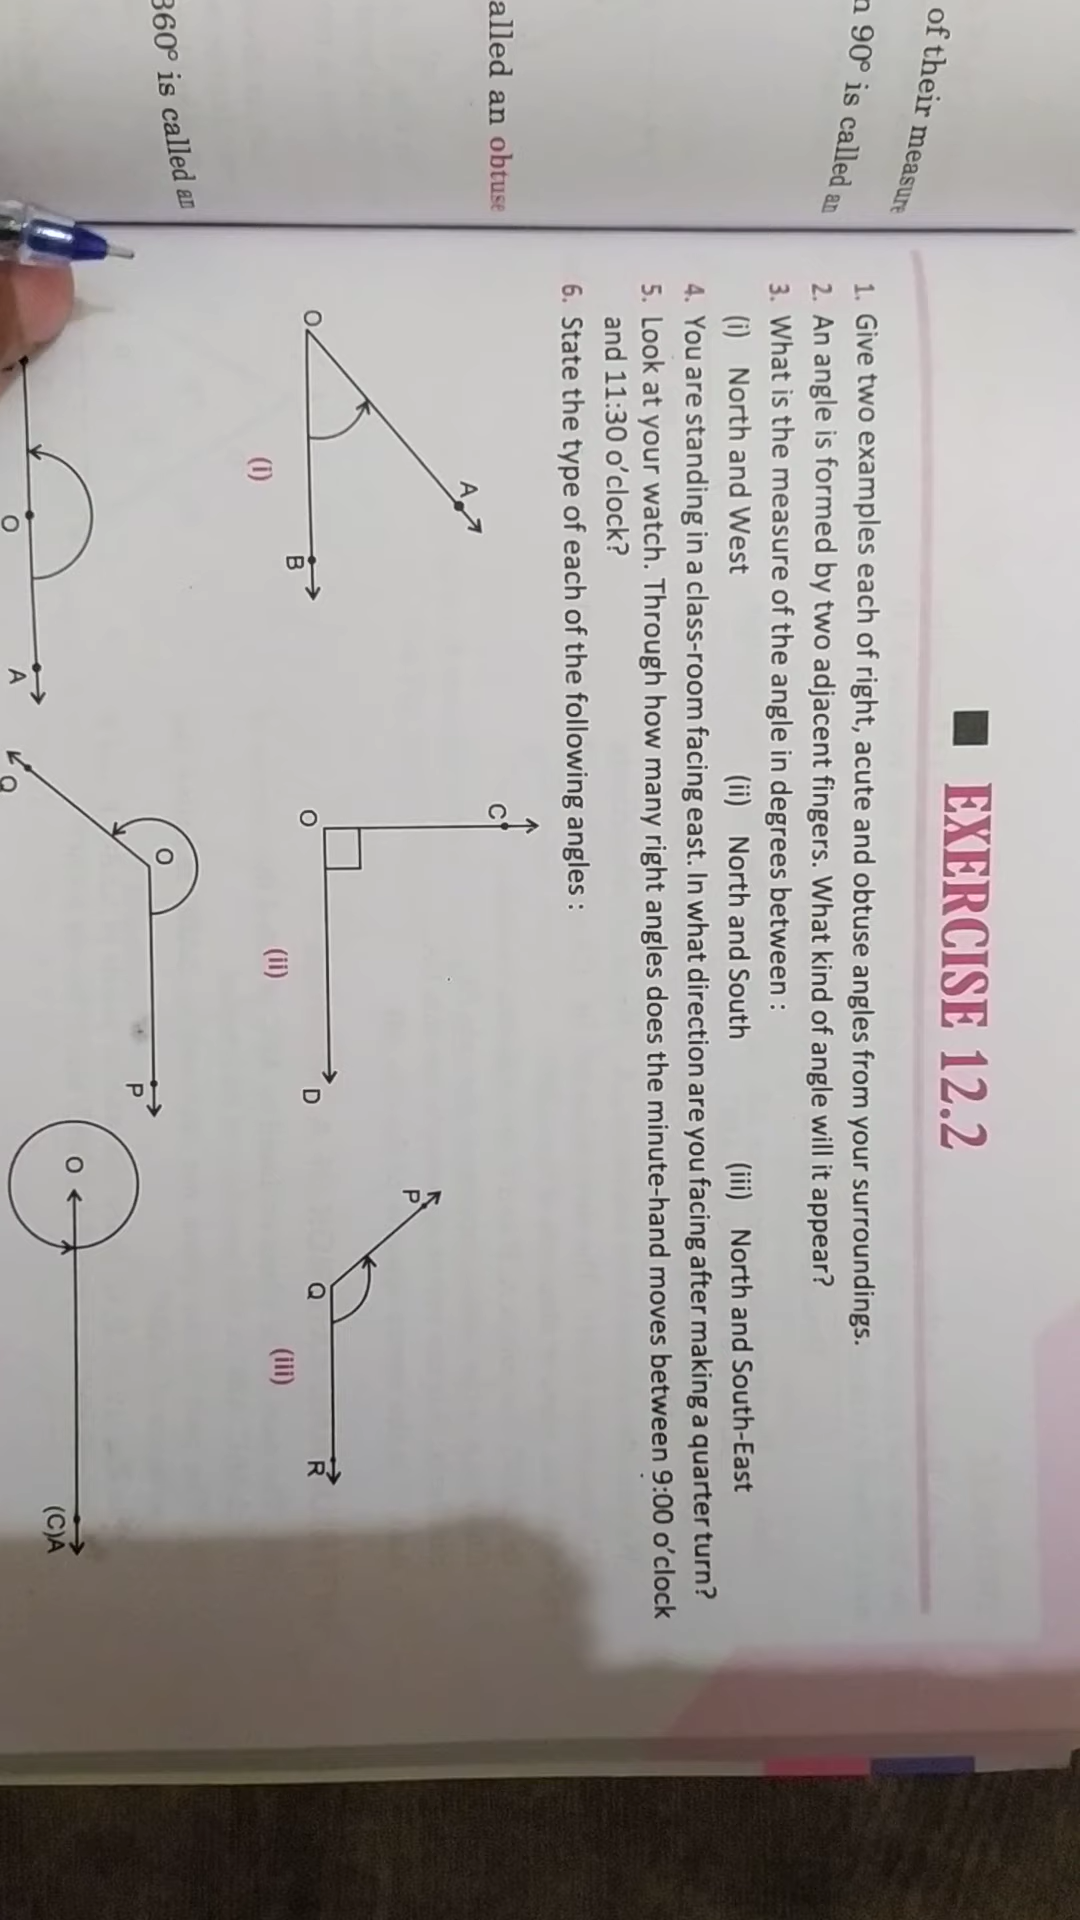 of their measure
n 90° is called an
alled an obtuse
360° is called an
EXERCISE 12.2
1. Give two examples each of right, acute and obtuse angles from your surroundings.
2. An angle is formed by two adjacent fingers. What kind of angle will it appear?
3. What is the measure of the angle in degrees between :
(i) North and West (ii) North and South (iii) North and South-East
4. You are standing in a class-room facing east. In what direction are you facing after making a quarter turn?
5. Look at your watch. Through how many right angles does the minute-hand moves between 9:00 o'clock
and 11:30 o'clock?
6. State the type of each of the following angles :
A C P
O B O D Q R
(i) (ii) (iii)
O P O
O A Q (C)A